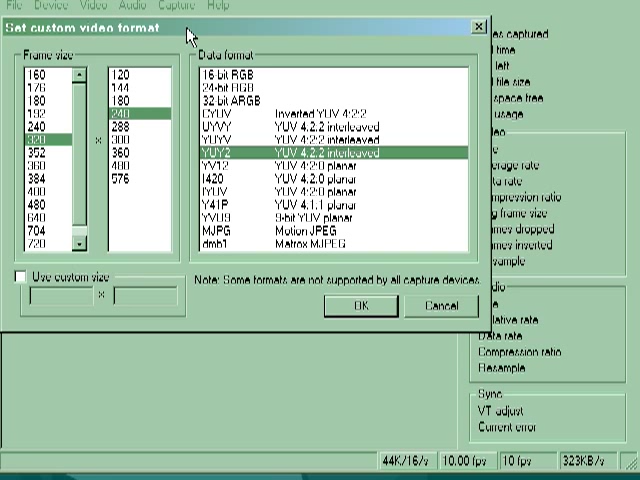 File Device Video Audio Capture Help
Set custom video format
Frame size
160
176
180
192
240
320
352
360
384
400
480
640
704
720
×
120
144
180
240
288
300
360
480
576
Data format
16-bit RGB
24-bit RGB
32-bit ARGB
CYUV Inverted YUV 4:2:2
UYVY YUV 4:2:2 interleaved
YUYV YUV 4:2:2 interleaved
YUY2 YUV 4:2:2 interleaved
YV12 YUV 4:2:0 planar
I420 YUV 4:2:0 planar
IYUV YUV 4:2:0 planar
Y41P YUV 4:1:1 planar
YVU9 9-bit YUV planar
MJPG Motion JPEG
dmb1 Matrox MJPEG
Use custom size
×
Note: Some formats are not supported by all capture devices.
OK Cancel
es captured
time
left
file size
space free
usage
eo
e
erage rate
ta rate
mpression ratio
g frame size
mes dropped
mes inverted
sample
dio
e
lative rate
Data rate
Compression ratio
Resample
Sync
VT adjust
Current error
44K/16/s 10.00 fps 10 fps 323KB/s